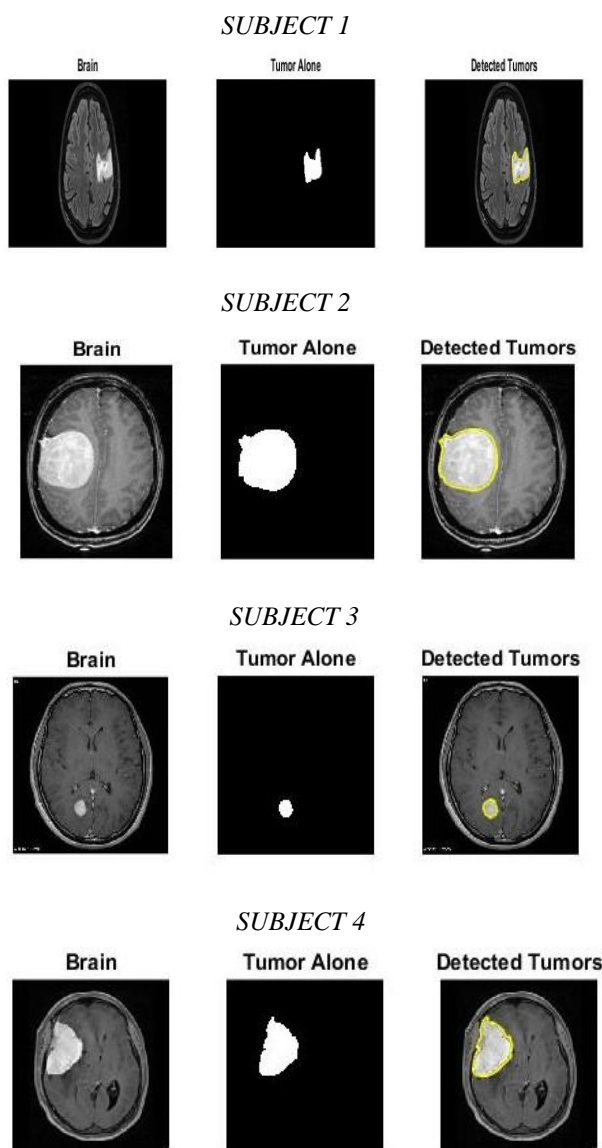 SUBJECT 1
Brain Tumor Alone Detected Tumors
SUBJECT 2
Brain Tumor Alone Detected Tumors
SUBJECT 3
Brain Tumor Alone Detected Tumors
SUBJECT 4
Brain Tumor Alone Detected Tumors